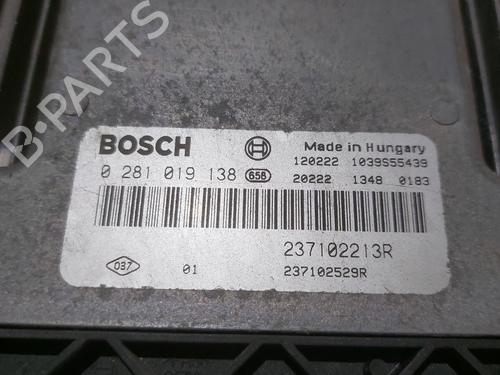 B-PARTS
BOSCH
Made in Hungary
120222 1039S55439
0 281 019 138 658
20222 1348 0183
237102213R
037 01 237102529R